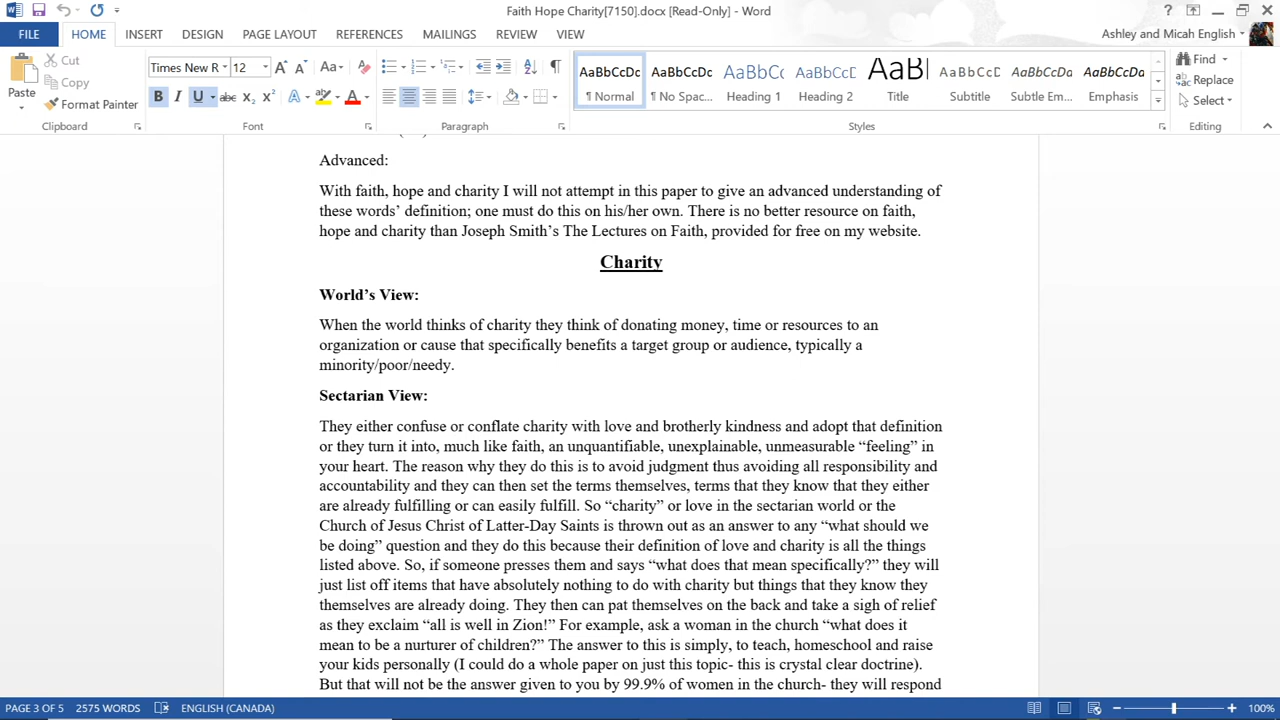 Faith Hope Charity[7150].docx [Read-Only] - Word
FILE HOME INSERT DESIGN PAGE LAYOUT REFERENCES MAILINGS REVIEW VIEW Ashley and Micah English
Paste
Cut
Copy
Format Painter
Times New R 12
AaBbCcDc AaBbCcDc AaBbCc AaBbCcC AaBb AaBbCcC AaBbCcDc AaBbCcDc
¶ Normal ¶ No Spac... Heading 1 Heading 2 Title Subtitle Subtle Em... Emphasis
Find
Replace
Select
Clipboard Font Paragraph Styles Editing
Advanced:
With faith, hope and charity I will not attempt in this paper to give an advanced understanding of
these words’ definition; one must do this on his/her own. There is no better resource on faith,
hope and charity than Joseph Smith’s The Lectures on Faith, provided for free on my website.
Charity
World’s View:
When the world thinks of charity they think of donating money, time or resources to an
organization or cause that specifically benefits a target group or audience, typically a
minority/poor/needy.
Sectarian View:
They either confuse or conflate charity with love and brotherly kindness and adopt that definition
or they turn it into, much like faith, an unquantifiable, unexplainable, unmeasurable “feeling” in
your heart. The reason why they do this is to avoid judgment thus avoiding all responsibility and
accountability and they can then set the terms themselves, terms that they know that they either
are already fulfilling or can easily fulfill. So “charity” or love in the sectarian world or the
Church of Jesus Christ of Latter-Day Saints is thrown out as an answer to any “what should we
be doing” question and they do this because their definition of love and charity is all the things
listed above. So, if someone presses them and says “what does that mean specifically?” they will
just list off items that have absolutely nothing to do with charity but things that they know they
themselves are already doing. They then can pat themselves on the back and take a sigh of relief
as they exclaim “all is well in Zion!” For example, ask a woman in the church “what does it
mean to be a nurturer of children?” The answer to this is simply, to teach, homeschool and raise
your kids personally (I could do a whole paper on just this topic- this is crystal clear doctrine).
But that will not be the answer given to you by 99.9% of women in the church- they will respond
PAGE 3 OF 5 2575 WORDS ENGLISH (CANADA) 100%